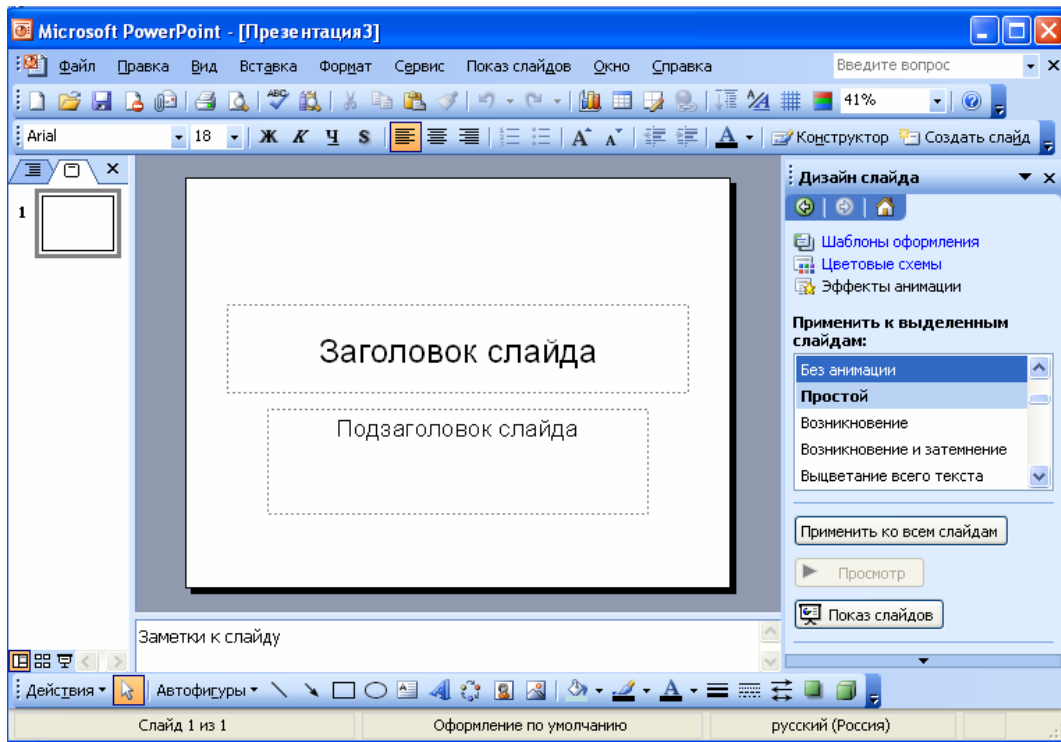 Microsoft PowerPoint - [Презентация3]
Файл Правка Вид Вставка Формат Сервис Показ слайдов Окно Справка Введите вопрос
41%
Arial 18 Ж К Ч S А А А Конструктор Создать слайд
Дизайн слайда
1
Шаблоны оформления
Цветовые схемы
Эффекты анимации
Применить к выделенным
слайдам:
Без анимации
Простой
Возникновение
Возникновение и затемнение
Выцветание всего текста
Заголовок слайда
Подзаголовок слайда
Применить ко всем слайдам
Просмотр
Показ слайдов
Заметки к слайду
Действия Автофигуры А
Слайд 1 из 1 Оформление по умолчанию русский (Россия)